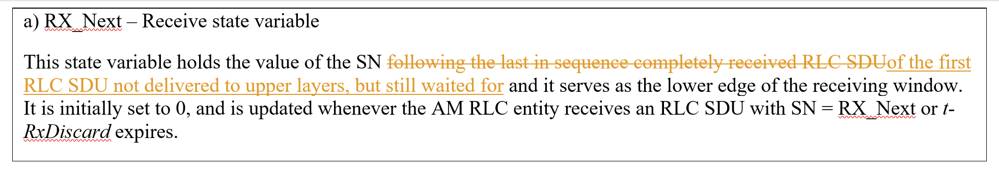 a) RX_Next – Receive state variable
This state variable holds the value of the SN following the last in sequence completely received RLC SDUof the first
RLC SDU not delivered to upper layers, but still waited for and it serves as the lower edge of the receiving window.
It is initially set to 0, and is updated whenever the AM RLC entity receives an RLC SDU with SN = RX_Next or t-
RxDiscard expires.